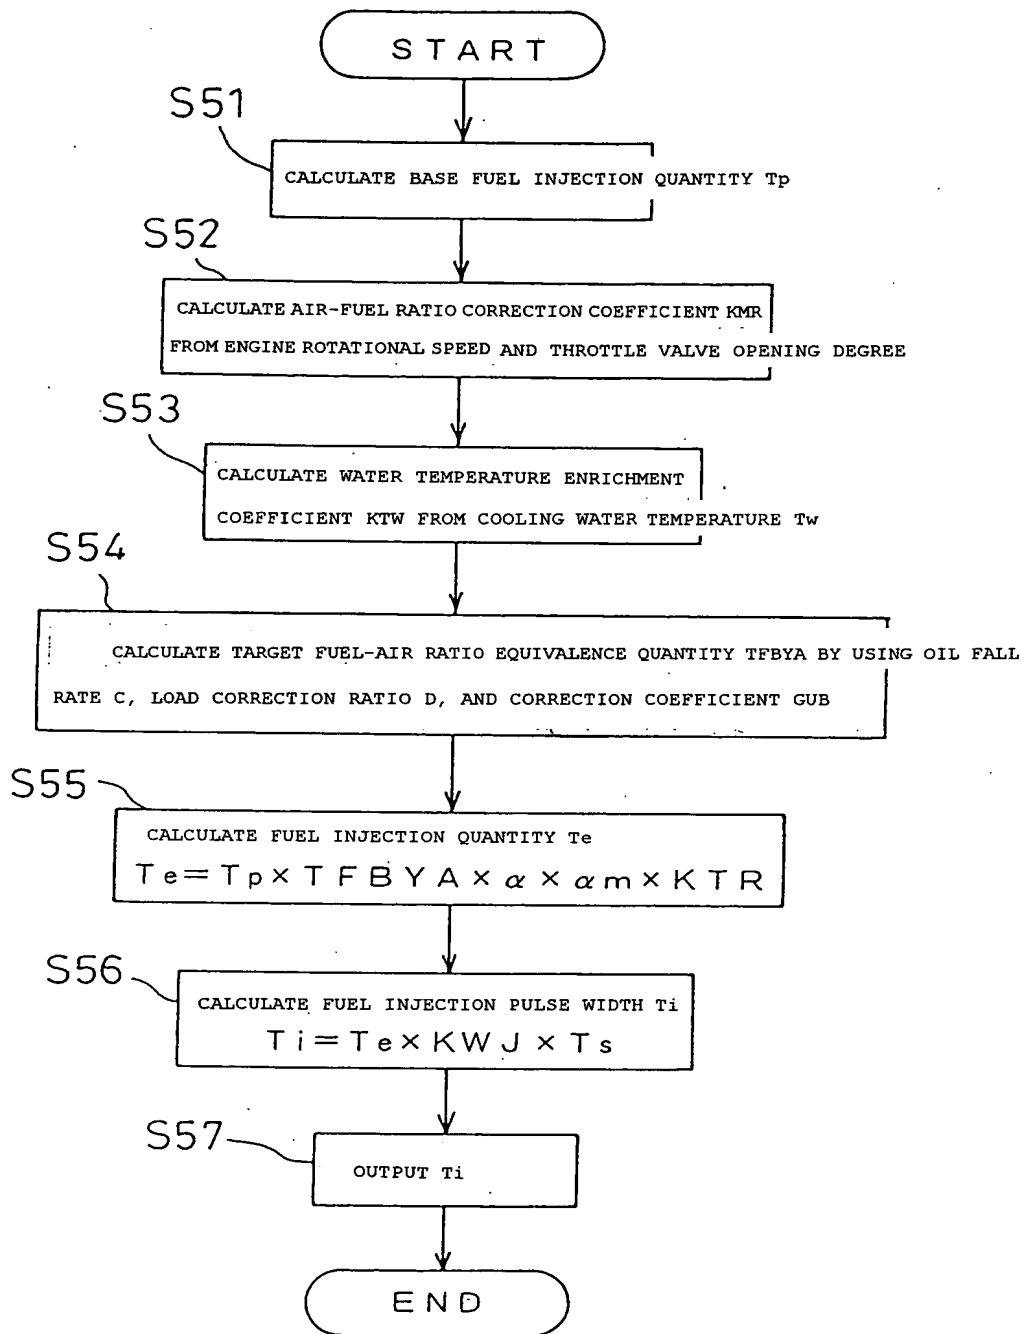 START
S51
CALCULATE BASE FUEL INJECTION QUANTITY Tp
S52
CALCULATE AIR-FUEL RATIO CORRECTION COEFFICIENT KMR
FROM ENGINE ROTATIONAL SPEED AND THROTTLE VALVE OPENING DEGREE
S53
CALCULATE WATER TEMPERATURE ENRICHMENT
COEFFICIENT KTW FROM COOLING WATER TEMPERATURE Tw
S54
CALCULATE TARGET FUEL-AIR RATIO EQUIVALENCE QUANTITY TFBYA BY USING OIL FALL
RATE C, LOAD CORRECTION RATIO D, AND CORRECTION COEFFICIENT GUB
S55
CALCULATE FUEL INJECTION QUANTITY Te
Te=Tp×TFBYA×α×αm×KTR
S56
CALCULATE FUEL INJECTION PULSE WIDTH Ti
Ti=Te×KWJ×Ts
S57
OUTPUT Ti
END